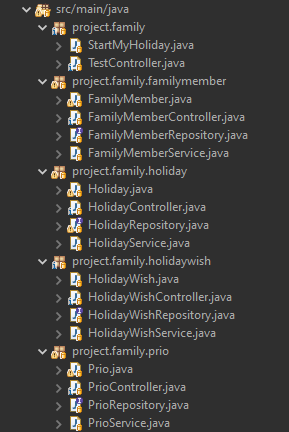 src/main/java
project.family
StartMyHoliday.java
TestController.java
project.family.familymember
FamilyMember.java
FamilyMemberController.java
FamilyMemberRepository.java
FamilyMemberService.java
project.family.holiday
Holiday.java
HolidayController.java
HolidayRepository.java
HolidayService.java
project.family.holidaywish
HolidayWish.java
HolidayWishController.java
HolidayWishRepository.java
HolidayWishService.java
project.family.prio
Prio.java
PrioController.java
PrioRepository.java
PrioService.java